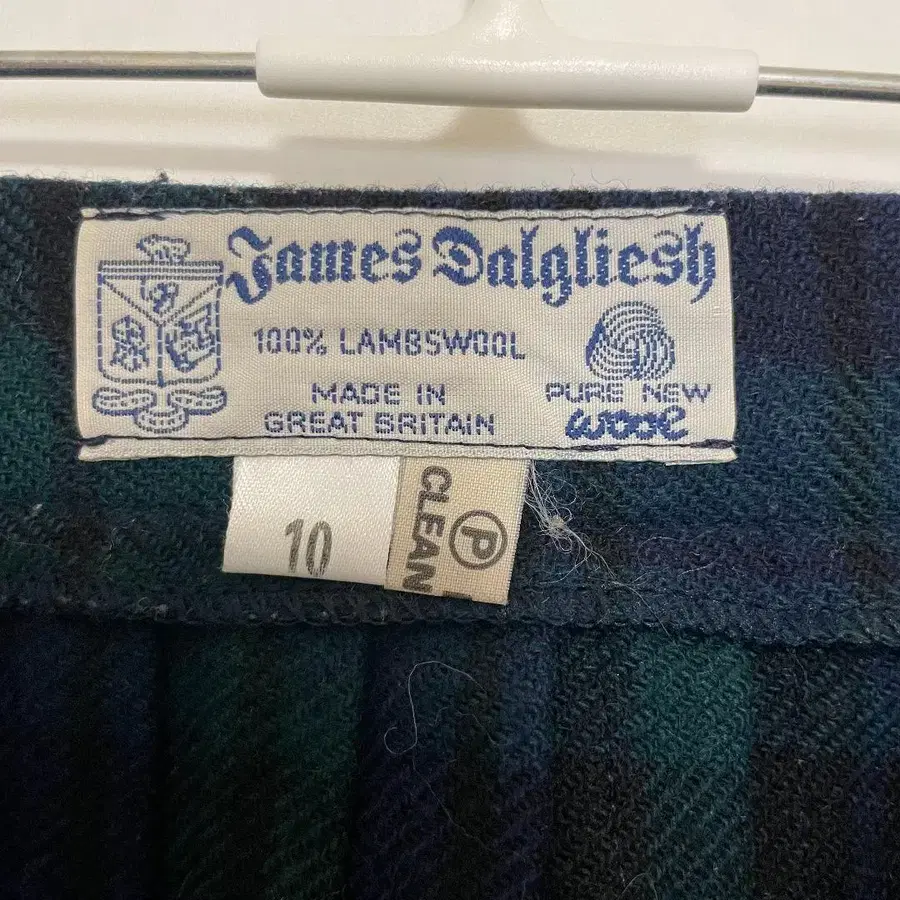 James Dalgliesh
100% LAMBSWOOL
MADE IN
GREAT BRITAIN
PURE NEW
WOOL
10
P
CLEAN